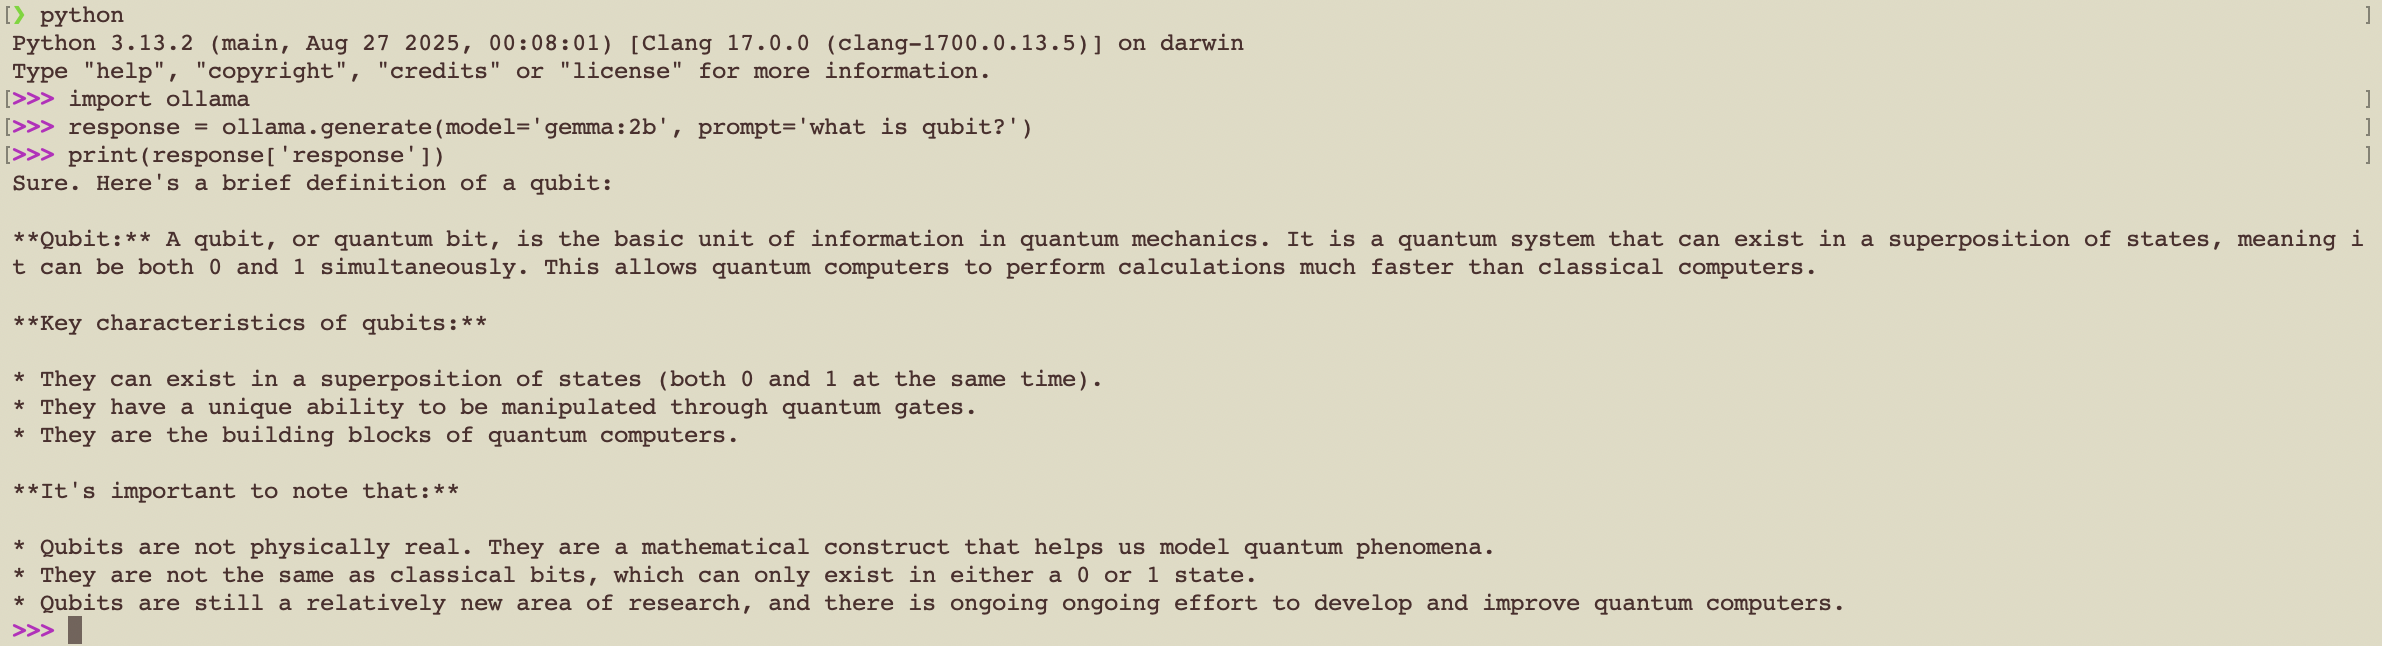 [❯ python ]
Python 3.13.2 (main, Aug 27 2025, 00:08:01) [Clang 17.0.0 (clang-1700.0.13.5)] on darwin
Type "help", "copyright", "credits" or "license" for more information.
[>>> import ollama ]
[>>> response = ollama.generate(model='gemma:2b', prompt='what is qubit?') ]
[>>> print(response['response']) ]
Sure. Here's a brief definition of a qubit:

**Qubit:** A qubit, or quantum bit, is the basic unit of information in quantum mechanics. It is a quantum system that can exist in a superposition of states, meaning i
t can be both 0 and 1 simultaneously. This allows quantum computers to perform calculations much faster than classical computers.

**Key characteristics of qubits:**

* They can exist in a superposition of states (both 0 and 1 at the same time).
* They have a unique ability to be manipulated through quantum gates.
* They are the building blocks of quantum computers.

**It's important to note that:**

* Qubits are not physically real. They are a mathematical construct that helps us model quantum phenomena.
* They are not the same as classical bits, which can only exist in either a 0 or 1 state.
* Qubits are still a relatively new area of research, and there is ongoing ongoing effort to develop and improve quantum computers.
>>>